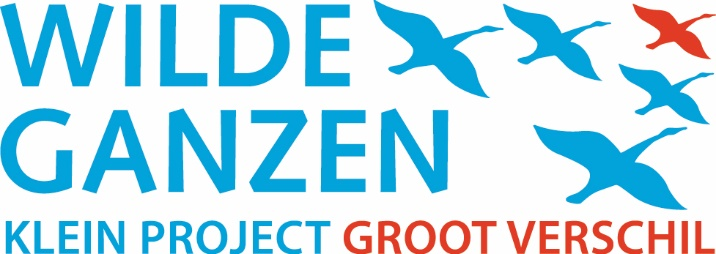 WILDE
GANZEN
KLEIN PROJECT GROOT VERSCHIL